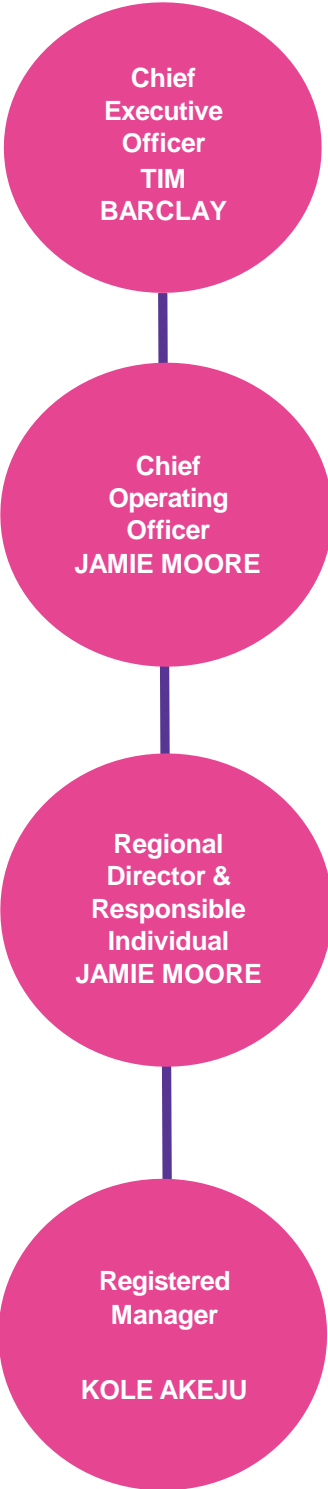 Chief
Executive
Officer
TIM
BARCLAY
Chief
Operating
Officer
JAMIE MOORE
Regional
Director &
Responsible
Individual
JAMIE MOORE
Registered
Manager
KOLE AKEJU